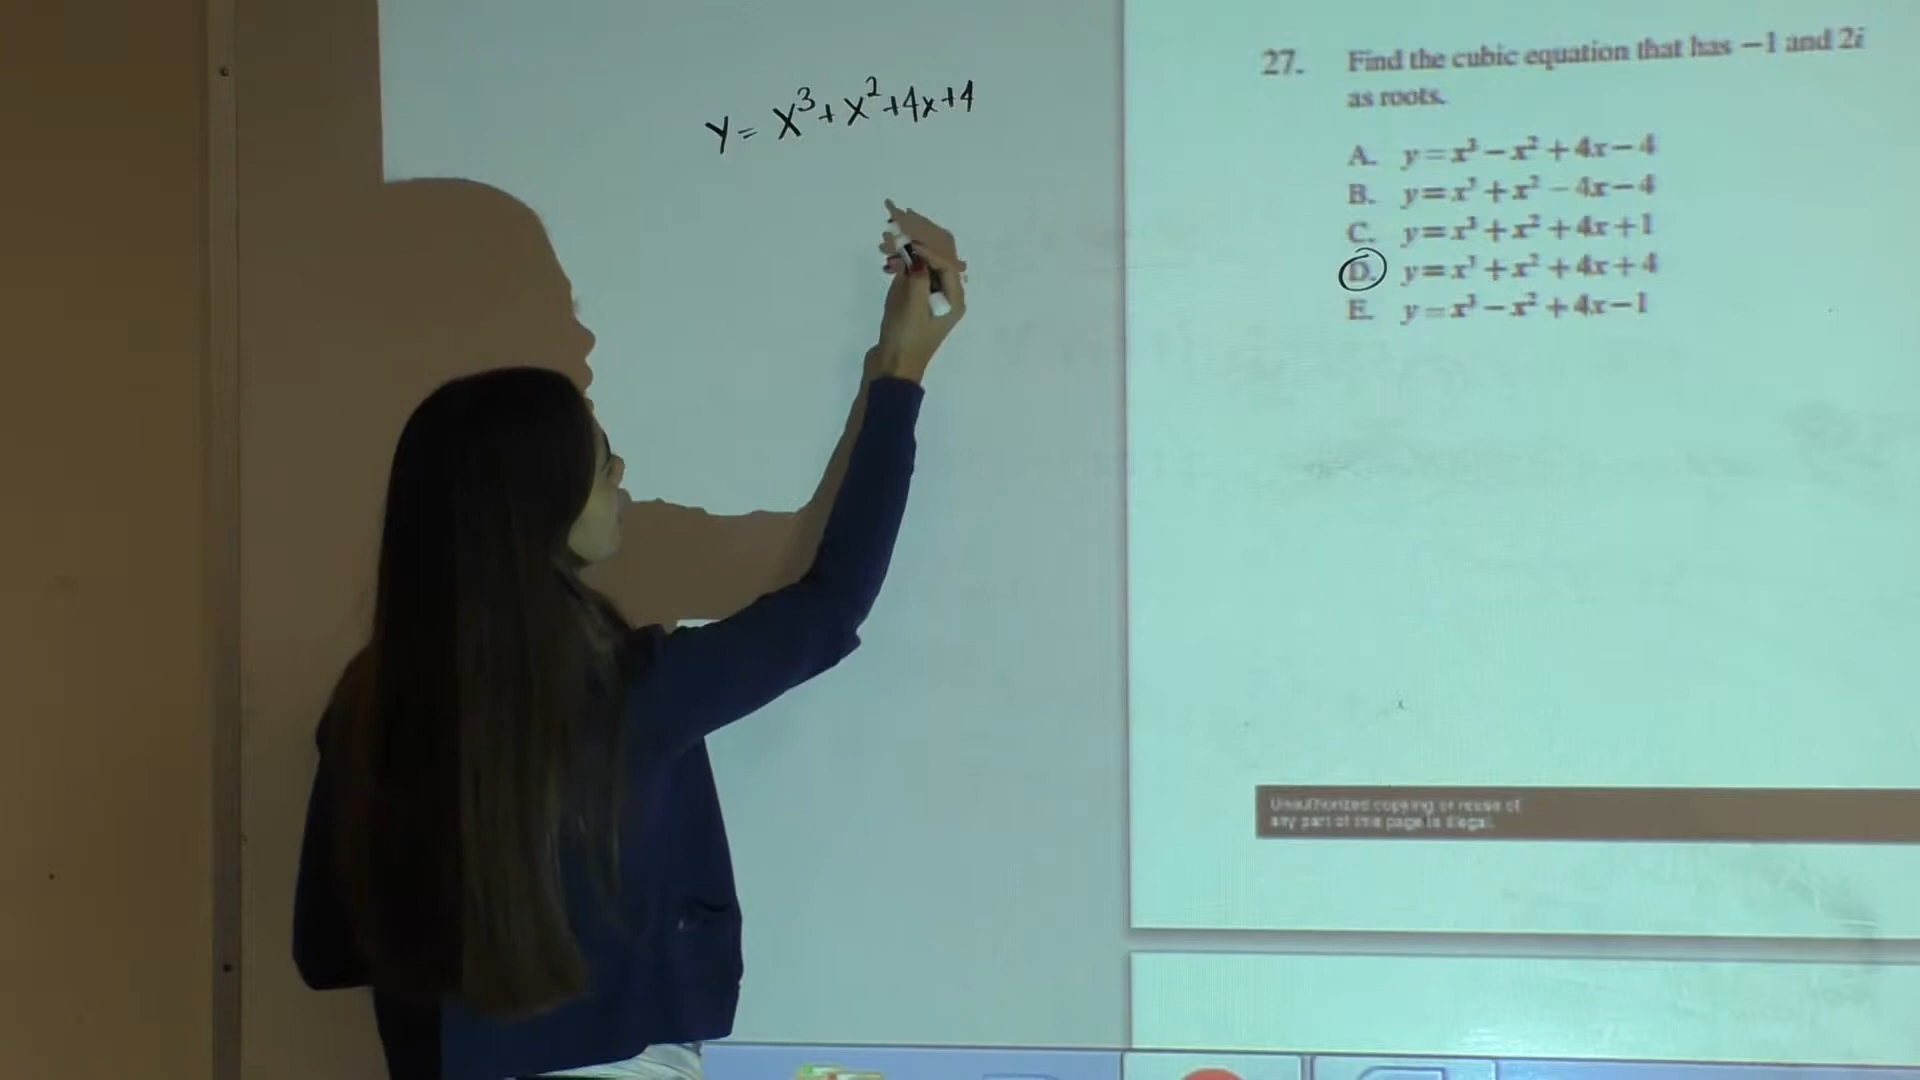 y = x³+x²+4x+4
27. Find the cubic equation that has −1 and 2i
as roots.
A. y=x³−x²+4x−4
B. y=x³+x²−4x−4
C. y=x³+x²+4x+1
D. y=x³+x²+4x+4
E. y=x³−x²+4x−1
Unauthorized copying or reuse of
any part of this page is illegal.